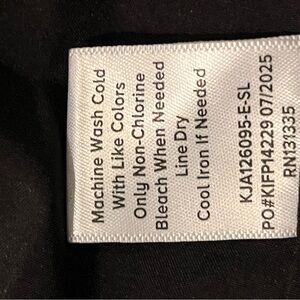 Machine Wash Cold
With Like Colors
Only Non-Chlorine
Bleach When Needed
Line Dry
Cool Iron If Needed
KJA126095-E-SL
PO#KIFP14229 07/2025
RN131335